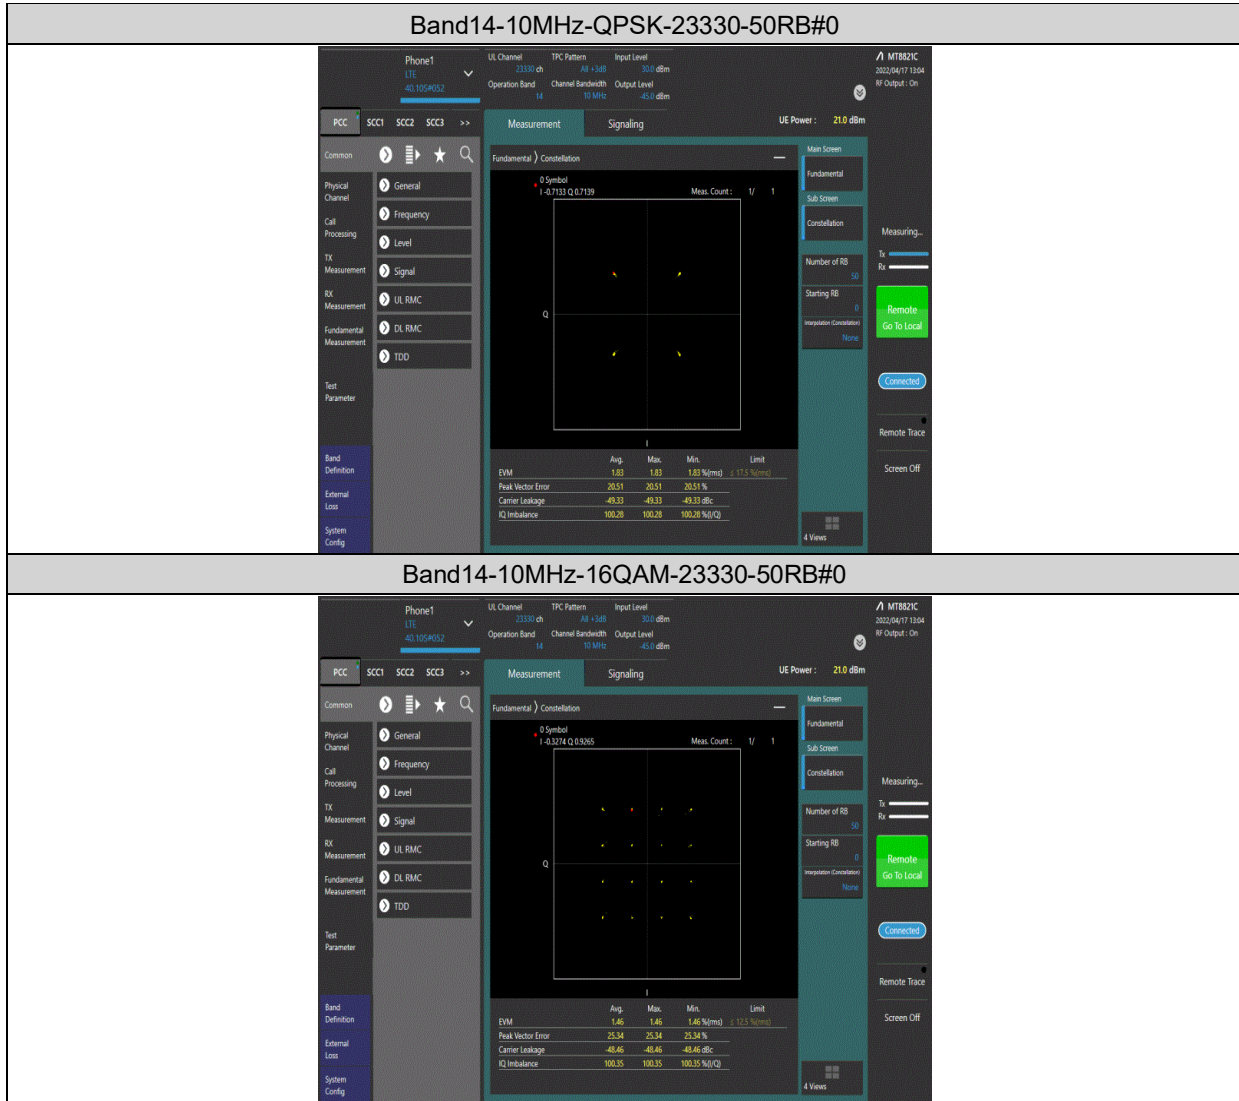 Band14-10MHz-QPSK-23330-50RB#0
Phone1
LTE
40.105#052
UL Channel TPC Pattern Input Level
23330 ch All +3dB 30.0 dBm
Operation Band Channel Bandwidth Output Level
14 10 MHz -45.0 dBm
MT8821C
2022/04/17 13:04
RF Output : On
PCC SCC1 SCC2 SCC3 >>
Measurement Signaling
UE Power : 21.0 dBm
Common
Physical
Channel
Call
Processing
TX
Measurement
RX
Measurement
Fundamental
Measurement
Test
Parameter
Band
Definition
External
Loss
System
Config
General
Frequency
Level
Signal
UL RMC
DL RMC
TDD
Fundamental 〉 Constellation
0 Symbol
I -0.7133 Q 0.7139
Meas. Count : 1/ 1
Q
I
Avg. Max. Min. Limit
EVM 1.83 1.83 1.83 %(rms) ≤ 17.5 %(rms)
Peak Vector Error 20.51 20.51 20.51 %
Carrier Leakage -49.33 -49.33 -49.33 dBc
IQ Imbalance 100.28 100.28 100.28 %(I/Q)
Main Screen
Fundamental
Sub Screen
Constellation
Number of RB
50
Starting RB
0
Interpolation (Constellation)
None
4 Views
Measuring...
Tx
Rx
Remote
Go To Local
Connected
Remote Trace
Screen Off
Band14-10MHz-16QAM-23330-50RB#0
Phone1
LTE
40.105#052
UL Channel TPC Pattern Input Level
23330 ch All +3dB 30.0 dBm
Operation Band Channel Bandwidth Output Level
14 10 MHz -45.0 dBm
MT8821C
2022/04/17 13:04
RF Output : On
PCC SCC1 SCC2 SCC3 >>
Measurement Signaling
UE Power : 21.0 dBm
Common
Physical
Channel
Call
Processing
TX
Measurement
RX
Measurement
Fundamental
Measurement
Test
Parameter
Band
Definition
External
Loss
System
Config
General
Frequency
Level
Signal
UL RMC
DL RMC
TDD
Fundamental 〉 Constellation
0 Symbol
I -0.3274 Q 0.9265
Meas. Count : 1/ 1
Q
I
Avg. Max. Min. Limit
EVM 1.46 1.46 1.46 %(rms) ≤ 12.5 %(rms)
Peak Vector Error 25.34 25.34 25.34 %
Carrier Leakage -48.46 -48.46 -48.46 dBc
IQ Imbalance 100.35 100.35 100.35 %(I/Q)
Main Screen
Fundamental
Sub Screen
Constellation
Number of RB
50
Starting RB
0
Interpolation (Constellation)
None
4 Views
Measuring...
Tx
Rx
Remote
Go To Local
Connected
Remote Trace
Screen Off